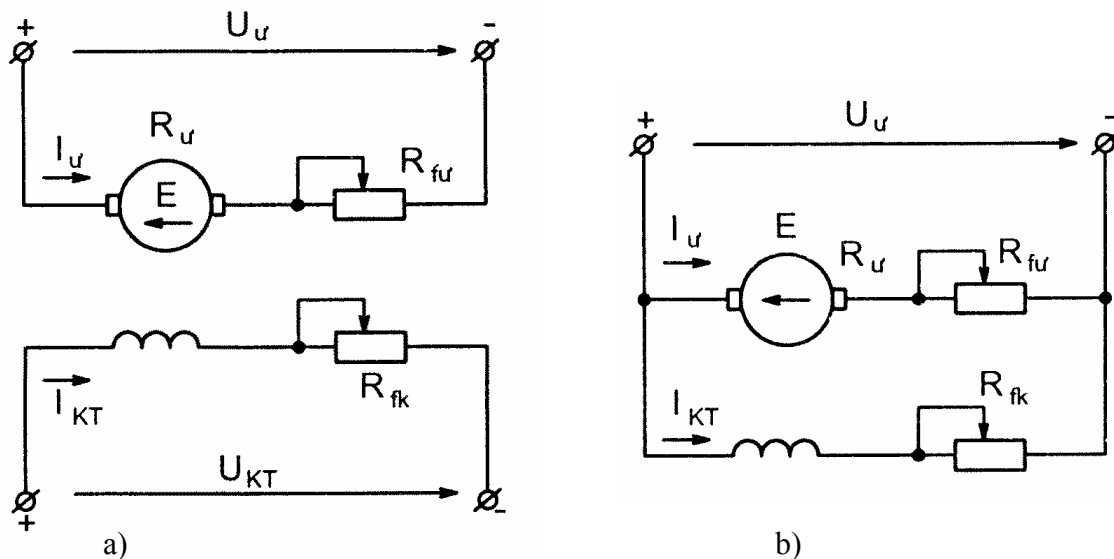 + Uư -
Rư
Iư
E
Rfư
Rfk
IKT
UKT
+ -
a)
+ Uư -
Iư
E
Rư
Rfư
IKT
Rfk
b)